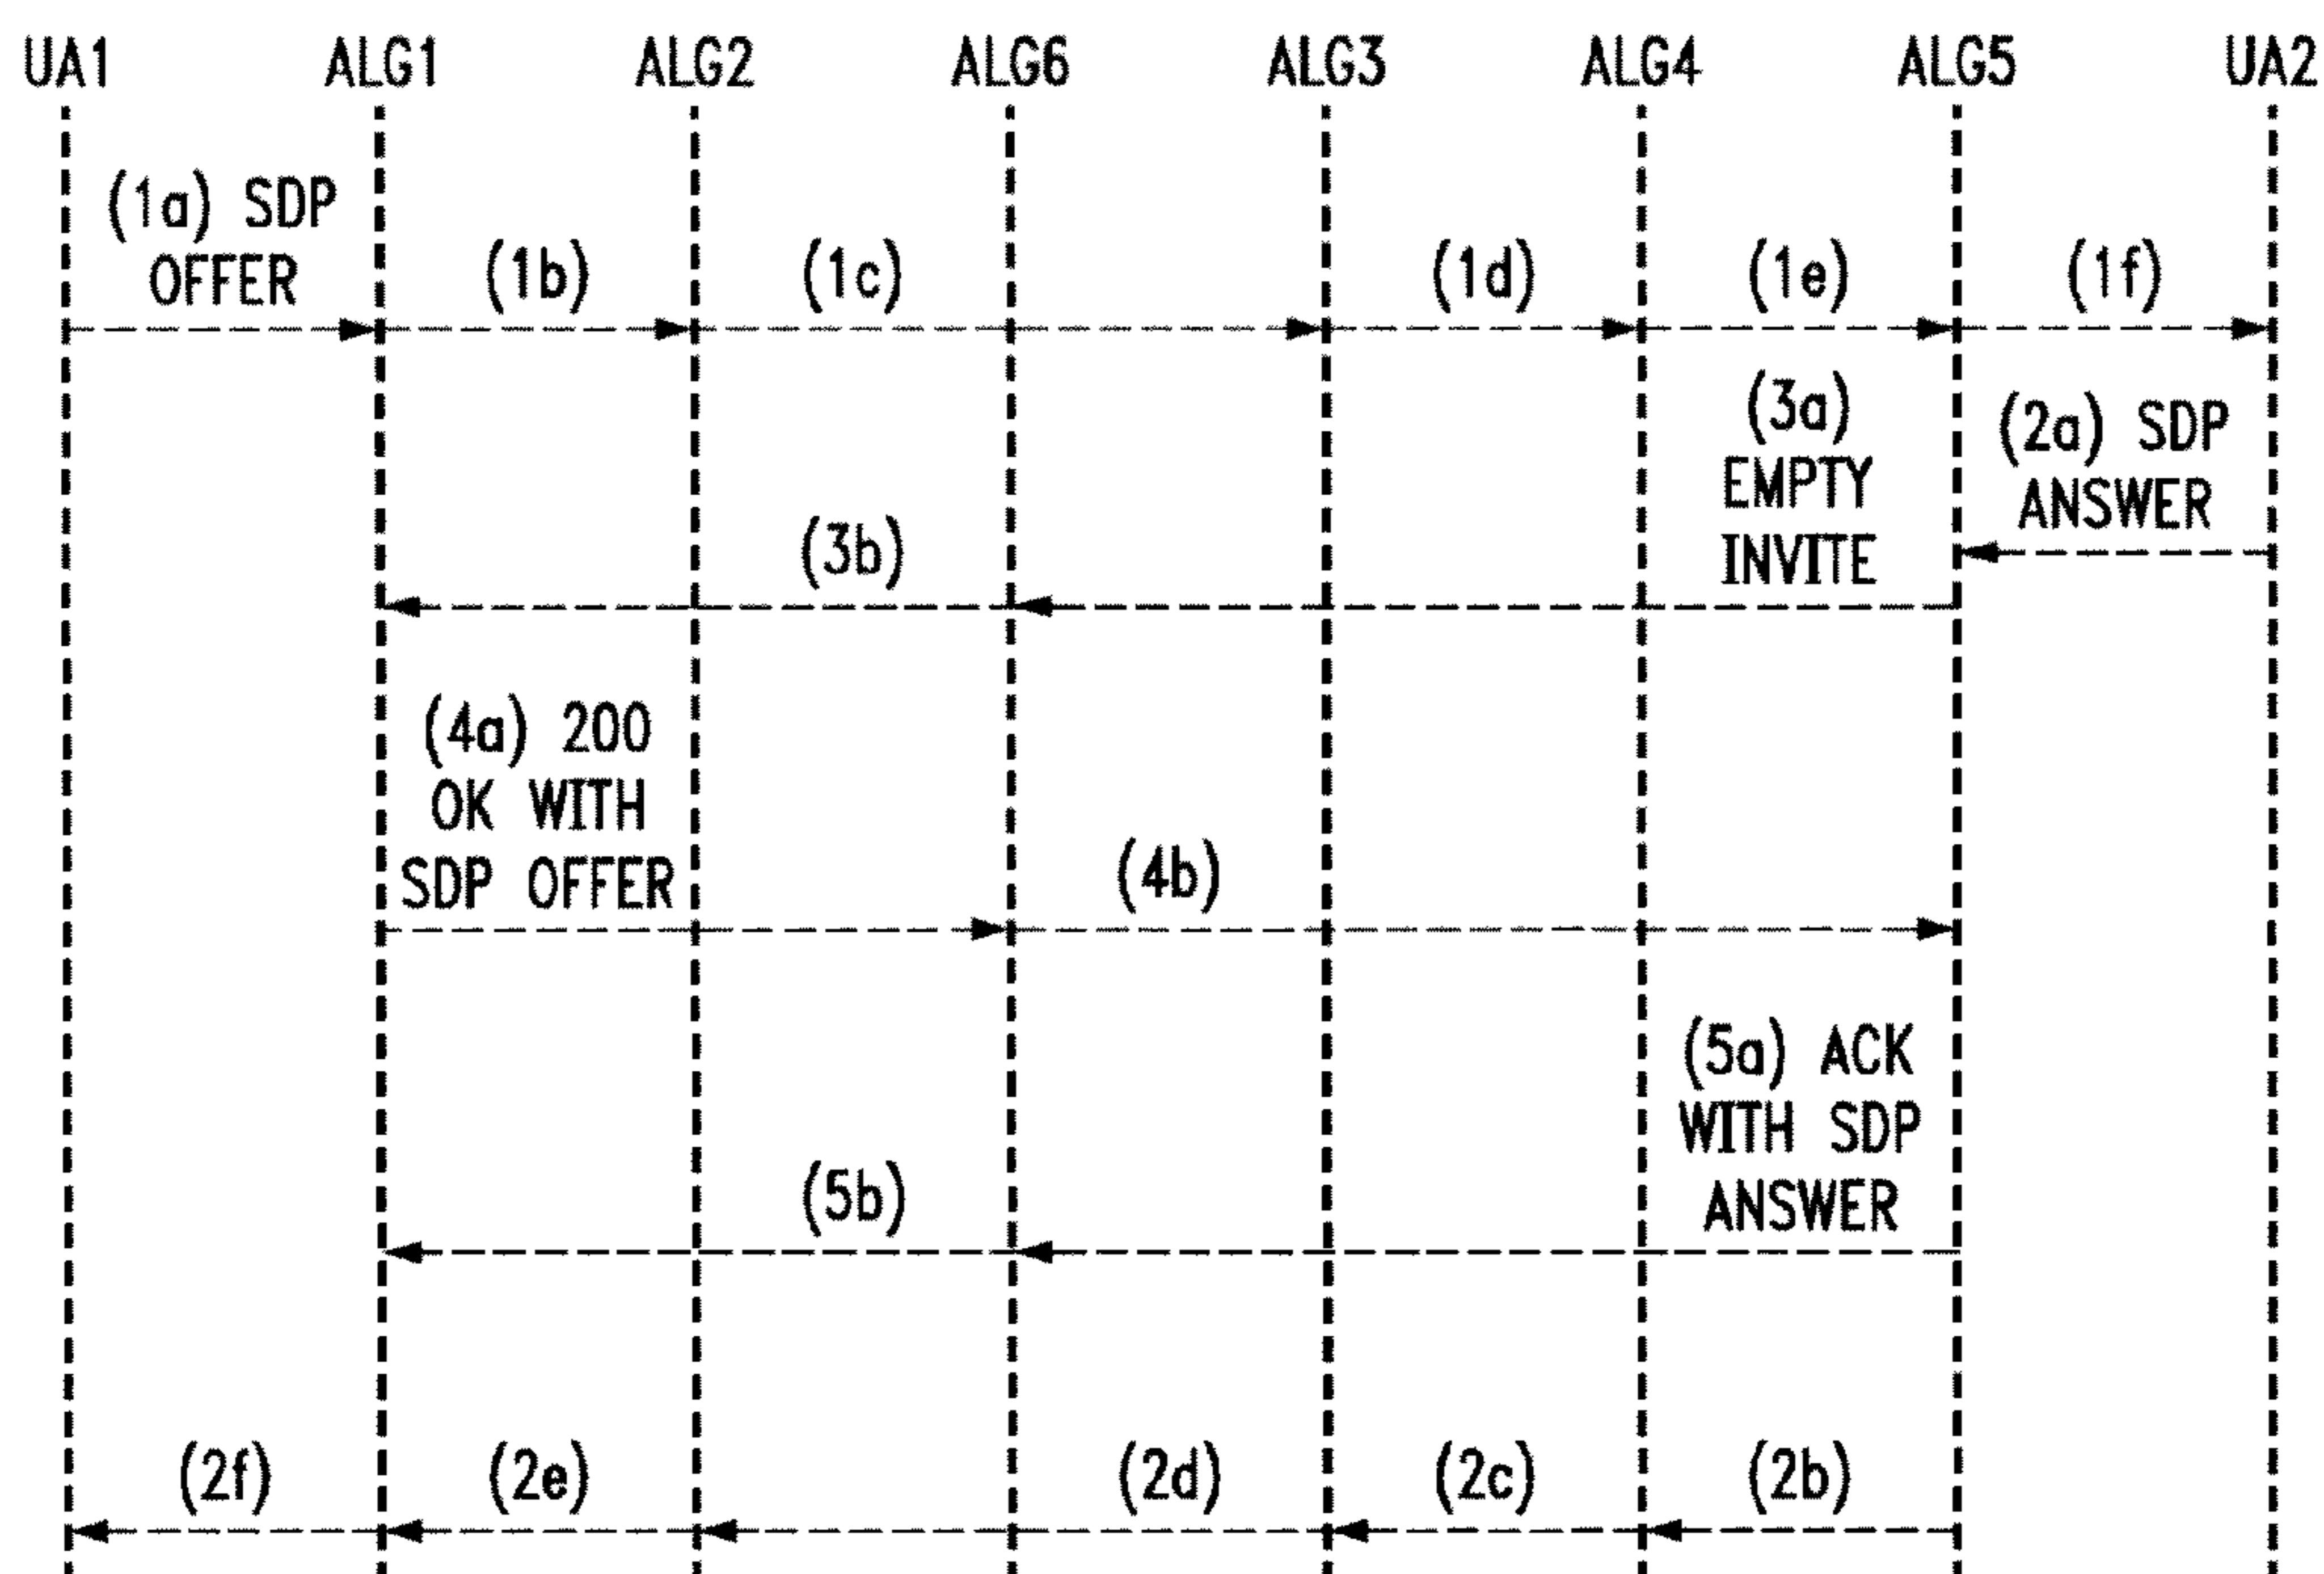 UA1 ALG1 ALG2 ALG6 ALG3 ALG4 ALG5 UA2
(1a) SDP
OFFER
(1b)
(1c)
(1d)
(1e)
(1f)
(3a)
EMPTY
INVITE
(2a) SDP
ANSWER
(3b)
(4a) 200
OK WITH
SDP OFFER
(4b)
(5a) ACK
WITH SDP
ANSWER
(5b)
(2f)
(2e)
(2d)
(2c)
(2b)